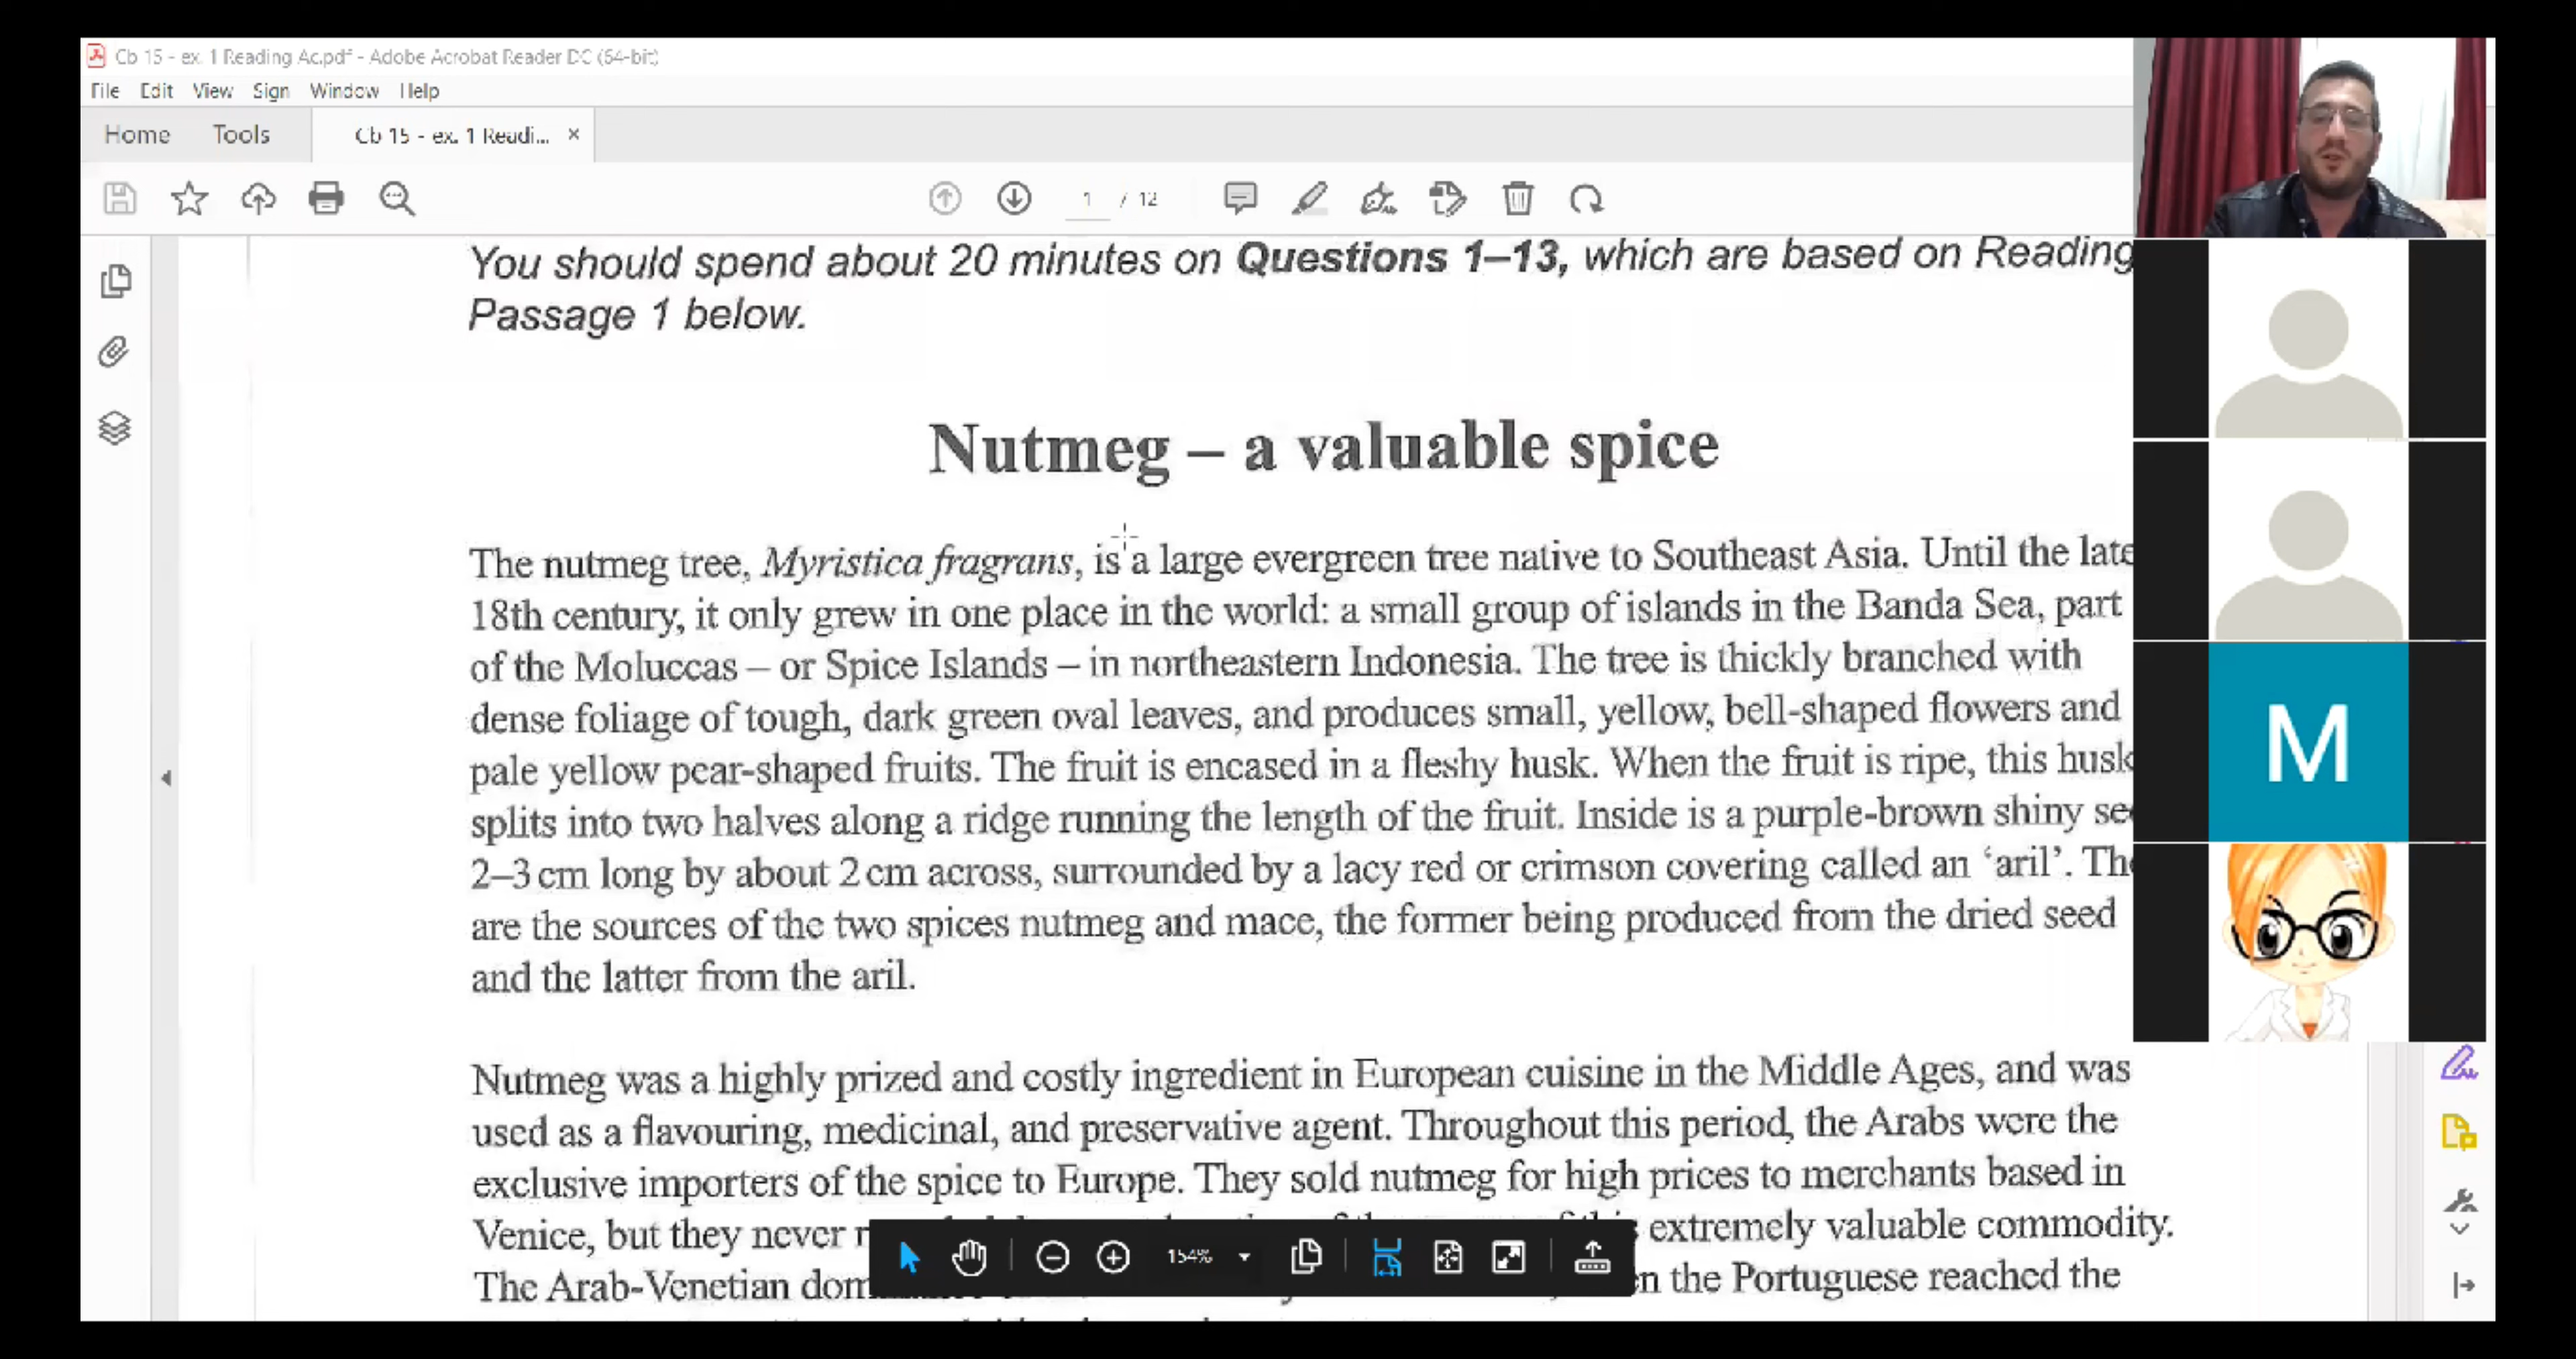 Cb 15 - ex. 1 Reading Ac.pdf - Adobe Acrobat Reader DC (64-bit)
File Edit View Sign Window Help
Home Tools Cb 15 - ex. 1 Readi... ×
1 / 12
You should spend about 20 minutes on Questions 1–13, which are based on Reading
Passage 1 below.
Nutmeg – a valuable spice
The nutmeg tree, Myristica fragrans, is a large evergreen tree native to Southeast Asia. Until the late
18th century, it only grew in one place in the world: a small group of islands in the Banda Sea, part
of the Moluccas – or Spice Islands – in northeastern Indonesia. The tree is thickly branched with
dense foliage of tough, dark green oval leaves, and produces small, yellow, bell-shaped flowers and
pale yellow pear-shaped fruits. The fruit is encased in a fleshy husk. When the fruit is ripe, this husk
splits into two halves along a ridge running the length of the fruit. Inside is a purple-brown shiny
2–3 cm long by about 2 cm across, surrounded by a lacy red or crimson covering called an ‘aril’.
are the sources of the two spices nutmeg and mace, the former being produced from the dried seed
and the latter from the aril.
Nutmeg was a highly prized and costly ingredient in European cuisine in the Middle Ages, and was
used as a flavouring, medicinal, and preservative agent. Throughout this period, the Arabs were the
exclusive importers of the spice to Europe. They sold nutmeg for high prices to merchants based in
Venice, but they never extremely valuable commodity.
The Arab-Venetian the Portuguese reached the
154%
M